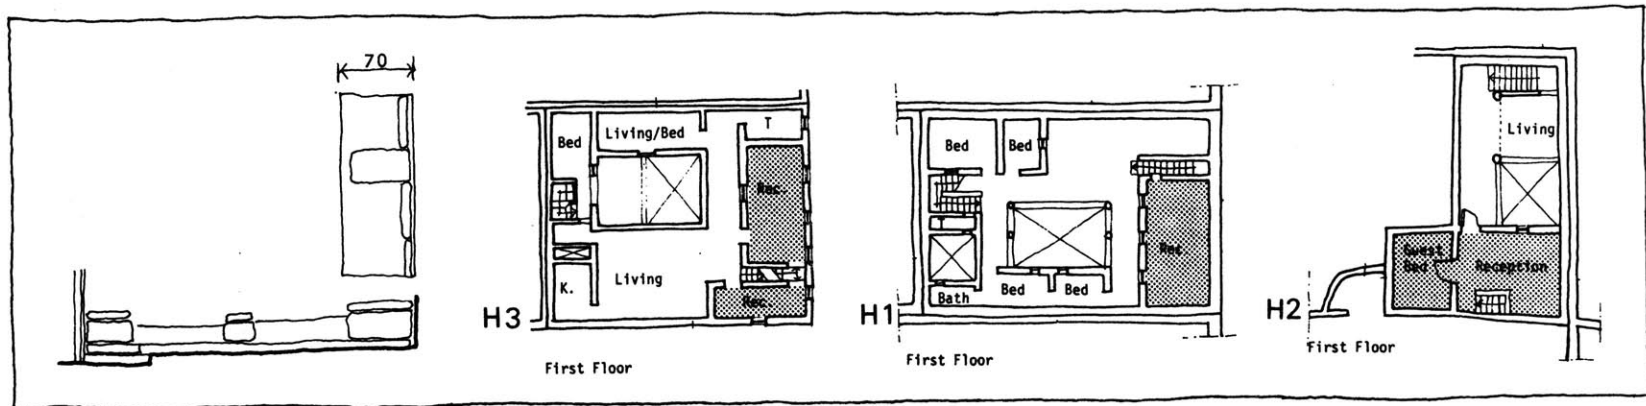 70
Bed
Living/Bed
T
Rec.
Living
K.
Rec.
H3
First Floor
Bed
Bed
T
Rec.
Bath
Bed
Bed
H1
First Floor
Living
Guest
Bed
Reception
H2
First Floor